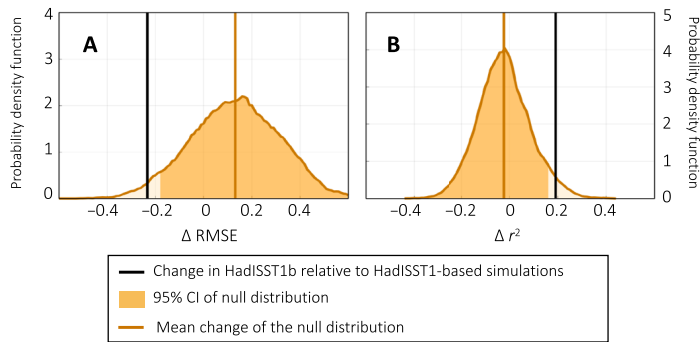 A
B
Probability density function
4
3
2
1
0
−0.4
−0.2
0
0.2
0.4
Δ RMSE
5
4
3
2
1
0
Probability density function
−0.4
−0.2
0
0.2
0.4
Δ r²
Change in HadISST1b relative to HadISST1-based simulations
95% CI of null distribution
Mean change of the null distribution